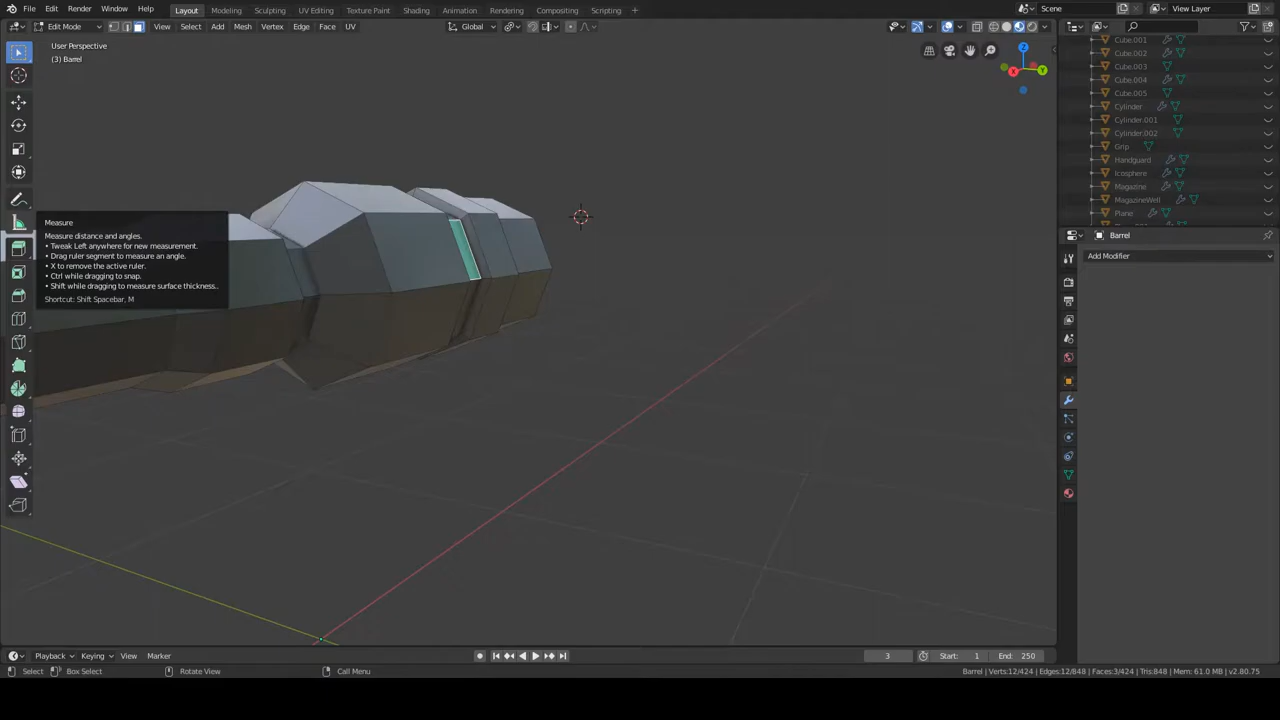 File Edit Render Window Help Layout Modeling Sculpting UV Editing Texture Paint Shading Animation Rendering Compositing Scripting + Scene View Layer
Edit Mode View Select Add Mesh Vertex Edge Face UV Global
User Perspective
(3) Barrel
Z
X
Y
Cube.001
Cube.002
Cube.003
Cube.004
Cube.005
Cylinder
Cylinder.001
Cylinder.002
Grip
Handguard
Icosphere
Magazine
MagazineWell
Plane
Barrel
Add Modifier
Measure
Measure distance and angles.
• Tweak Left anywhere for new measurement.
• Drag ruler segment to measure an angle.
• X to remove the active ruler.
• Ctrl while dragging to snap.
• Shift while dragging to measure surface thickness..
Shortcut: Shift Spacebar, M
Playback Keying View Marker 3 Start: 1 End: 250
Select Box Select Rotate View Call Menu Barrel | Verts:12/424 | Edges:12/848 | Faces:3/424 | Tris:848 | Mem: 61.0 MB | v2.80.75